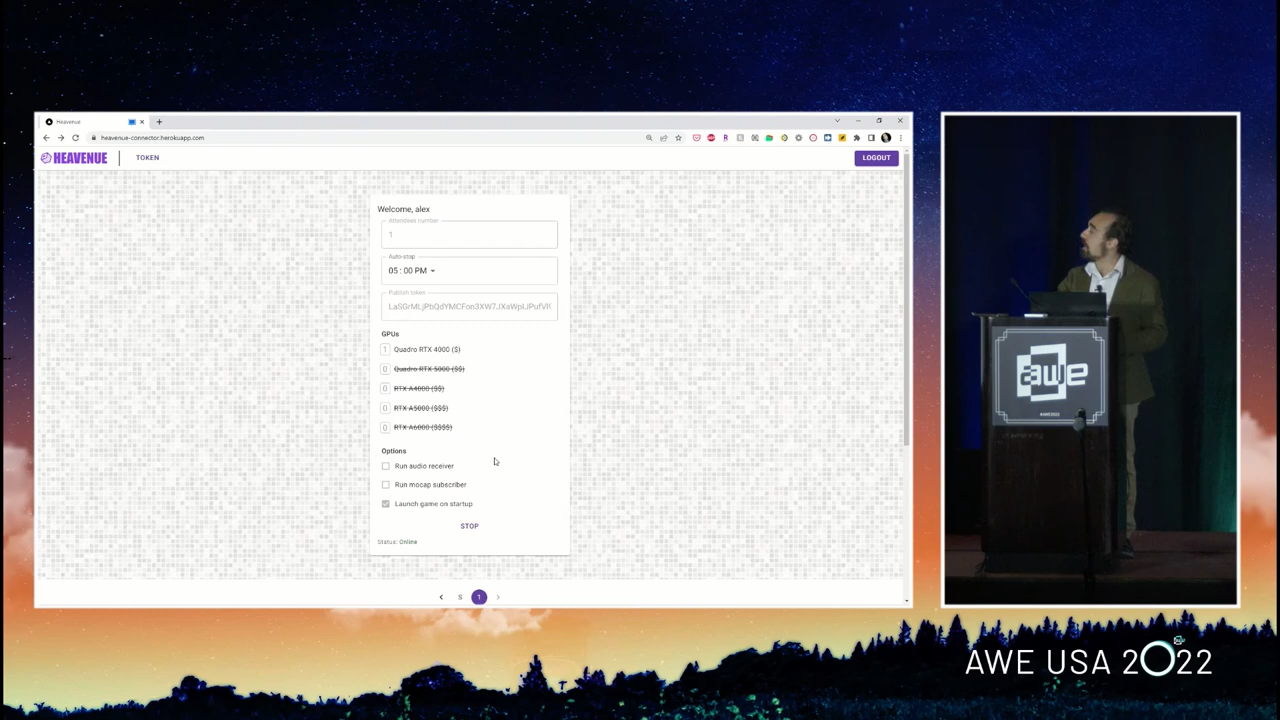 Heavenue
heavenue-connector.herokuapp.com
HEAVENUE
TOKEN
LOGOUT
Welcome, alex
Attendees number
1
Auto-stop
05 : 00 PM
Publish token
GPUs
1 Quadro RTX 4000 ($)
0 Quadro RTX 5000 ($$)
0 RTX A4000 ($$)
0 RTX A5000 ($$$)
0 RTX A6000 ($$$$)
Options
Run audio receiver
Run mocap subscriber
Launch game on startup
STOP
Status: Online
S 1
awe
AWE USA 2022